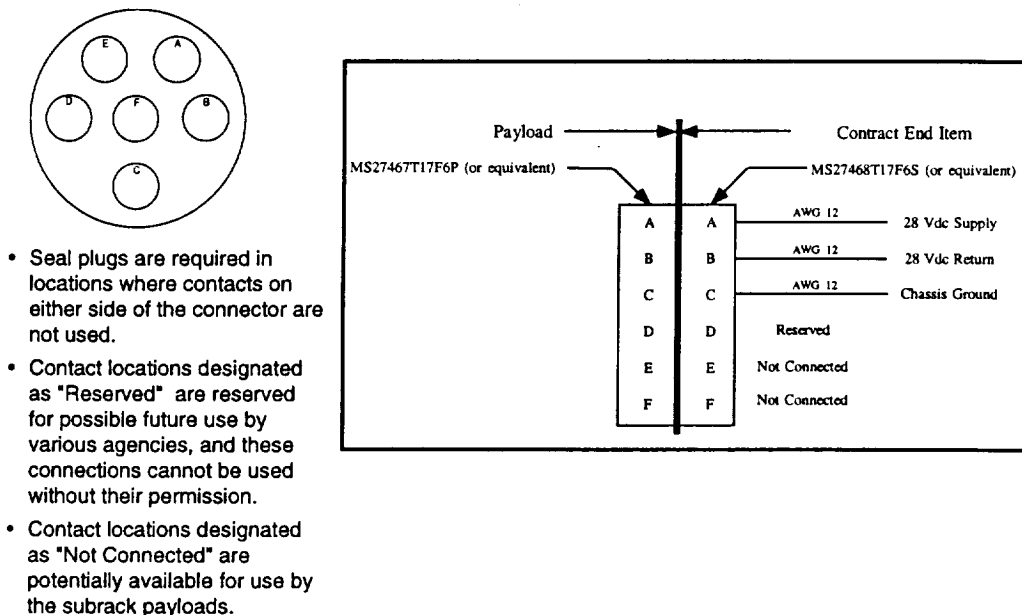 E A
D F B
C
• Seal plugs are required in
locations where contacts on
either side of the connector are
not used.
• Contact locations designated
as "Reserved" are reserved
for possible future use by
various agencies, and these
connections cannot be used
without their permission.
• Contact locations designated
as "Not Connected" are
potentially available for use by
the subrack payloads.
Payload Contract End Item
MS27467T17F6P (or equivalent) MS27468T17F6S (or equivalent)
A A AWG 12 28 Vdc Supply
B B AWG 12 28 Vdc Return
C C AWG 12 Chassis Ground
D D Reserved
E E Not Connected
F F Not Connected